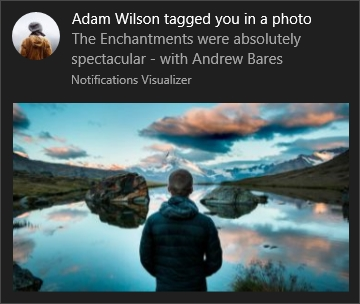 Adam Wilson tagged you in a photo
The Enchantments were absolutely
spectacular - with Andrew Bares
Notifications Visualizer